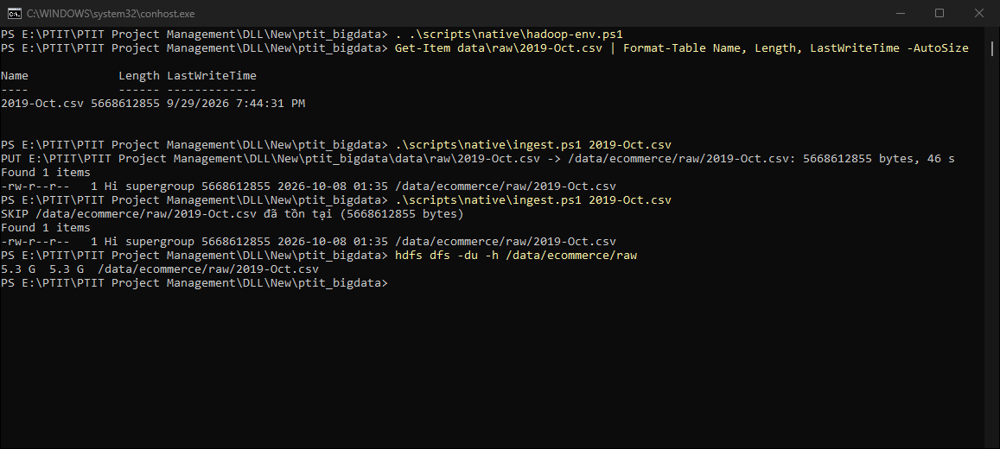 C:\WINDOWS\system32\conhost.exe
PS E:\PTIT\PTIT Project Management\DLL\New\ptit_bigdata> . .\scripts\native\hadoop-env.ps1
PS E:\PTIT\PTIT Project Management\DLL\New\ptit_bigdata> Get-Item data\raw\2019-Oct.csv | Format-Table Name, Length, LastWriteTime -AutoSize
Name             Length LastWriteTime
----             ------ -------------
2019-Oct.csv 5668612855 9/29/2026 7:44:31 PM
PS E:\PTIT\PTIT Project Management\DLL\New\ptit_bigdata> .\scripts\native\ingest.ps1 2019-Oct.csv
PUT E:\PTIT\PTIT Project Management\DLL\New\ptit_bigdata\data\raw\2019-Oct.csv -> /data/ecommerce/raw/2019-Oct.csv: 5668612855 bytes, 46 s
Found 1 items
-rw-r--r--   1 Hi supergroup 5668612855 2026-10-08 01:35 /data/ecommerce/raw/2019-Oct.csv
PS E:\PTIT\PTIT Project Management\DLL\New\ptit_bigdata> .\scripts\native\ingest.ps1 2019-Oct.csv
SKIP /data/ecommerce/raw/2019-Oct.csv đã tồn tại (5668612855 bytes)
Found 1 items
-rw-r--r--   1 Hi supergroup 5668612855 2026-10-08 01:35 /data/ecommerce/raw/2019-Oct.csv
PS E:\PTIT\PTIT Project Management\DLL\New\ptit_bigdata> hdfs dfs -du -h /data/ecommerce/raw
5.3 G  5.3 G  /data/ecommerce/raw/2019-Oct.csv
PS E:\PTIT\PTIT Project Management\DLL\New\ptit_bigdata>